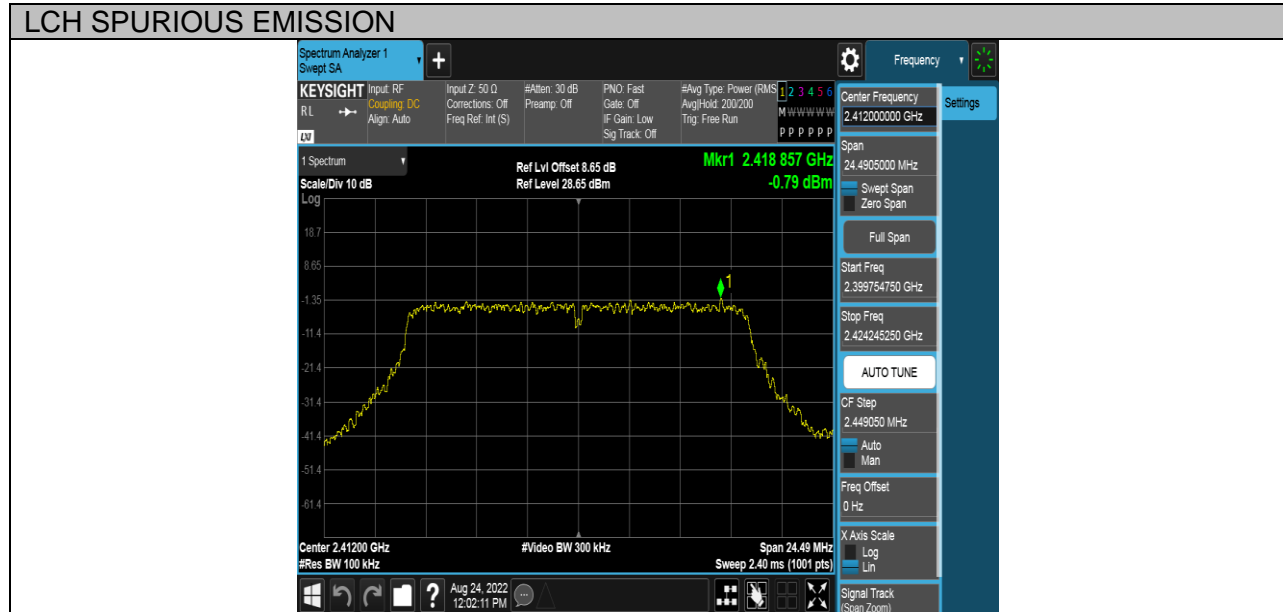 LCH SPURIOUS EMISSION
Spectrum Analyzer 1
Swept SA
+
Frequency
KEYSIGHT
RL
LXI
Input: RF
Coupling: DC
Align: Auto
Input Z: 50 Ω
Corrections: Off
Freq Ref: Int (S)
#Atten: 30 dB
Preamp: Off
PNO: Fast
Gate: Off
IF Gain: Low
Sig Track: Off
#Avg Type: Power (RMS
Avg|Hold: 200/200
Trig: Free Run
1 2 3 4 5 6
M W W W W W
P P P P P P
Center Frequency
2.412000000 GHz
Settings
Span
24.4905000 MHz
Swept Span
Zero Span
Full Span
Start Freq
2.399754750 GHz
Stop Freq
2.424245250 GHz
AUTO TUNE
CF Step
2.449050 MHz
Auto
Man
Freq Offset
0 Hz
X Axis Scale
Log
Lin
Signal Track
(Span Zoom)
1 Spectrum
Scale/Div 10 dB
Log
Ref Lvl Offset 8.65 dB
Ref Level 28.65 dBm
Mkr1 2.418 857 GHz
-0.79 dBm
18.7
8.65
-1.35
-11.4
-21.4
-31.4
-41.4
-51.4
-61.4
1
Center 2.41200 GHz
#Res BW 100 kHz
#Video BW 300 kHz
Span 24.49 MHz
Sweep 2.40 ms (1001 pts)
?
Aug 24, 2022
12:02:11 PM